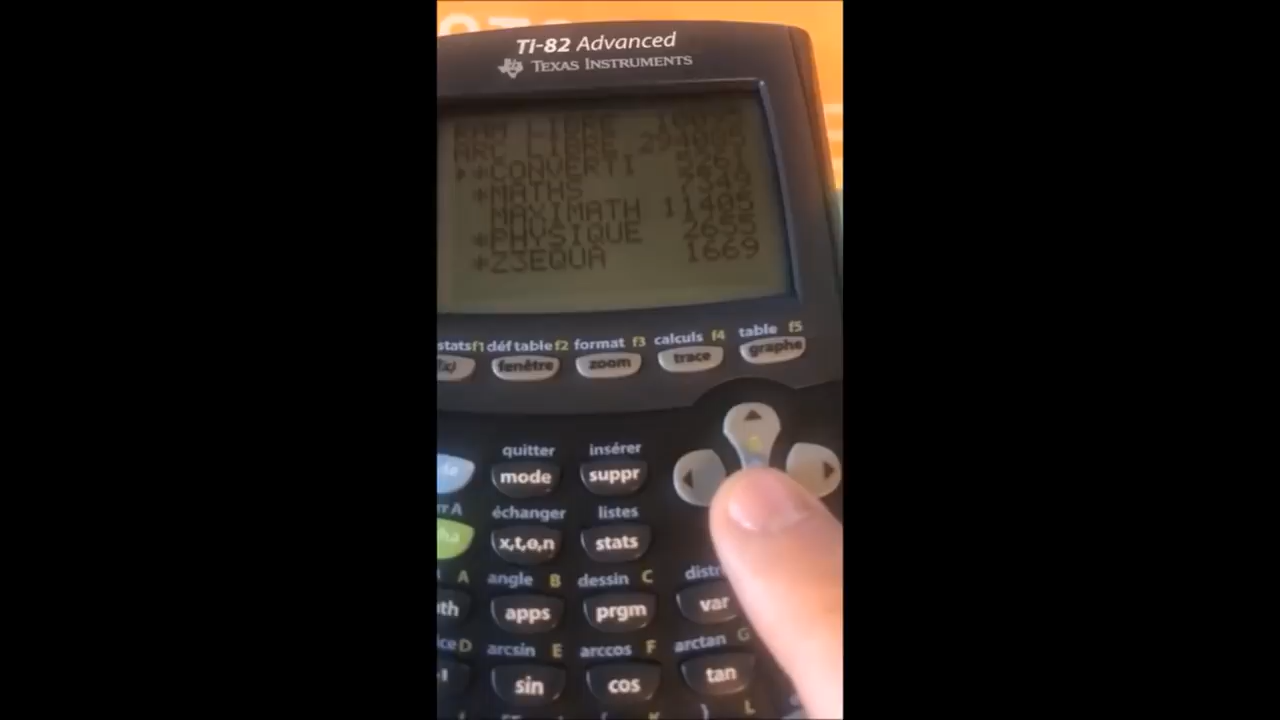 TI-82 Advanced
TEXAS INSTRUMENTS
RAM LIBRE
ARC LIBRE
*CONVERTI 5261
*MATHS
MAXIMATH 11405
*PHYSIQUE 2655
*Z3EQUA 1669
stats f1 déf table f2 format f3 calculs f4 table f5
fenêtre zoom trace graphe
quitter insérer
mode suppr
A échanger listes
x,t,θ,n stats
A angle B dessin C distr
apps prgm var
D arcsin E arccos F arctan G
sin cos tan
K ) L